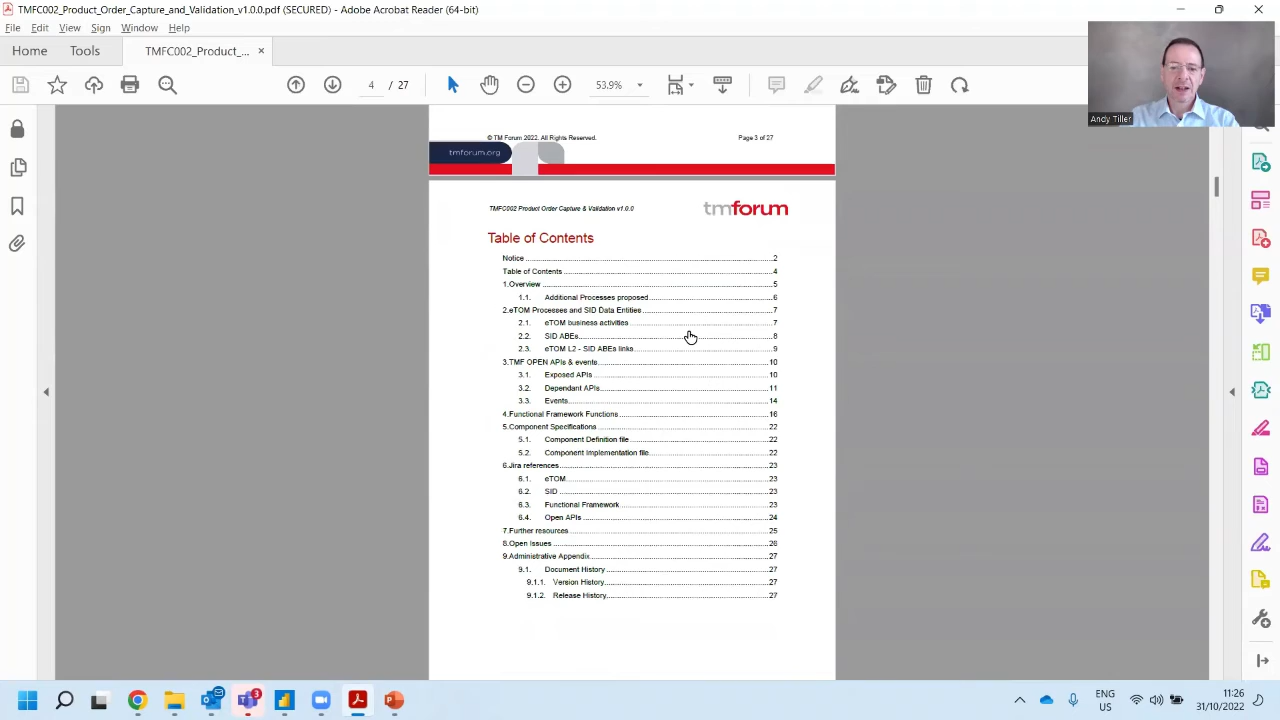 TMFC002_Product_Order_Capture_and_Validation_v1.0.0.pdf (SECURED) - Adobe Acrobat Reader (64-bit)
File Edit View Sign Window Help
Home Tools TMFC002_Product_... ×
4 / 27 53.9%
Andy Tiller
© TM Forum 2022. All Rights Reserved. Page 3 of 27
tmforum.org
TMFC002 Product Order Capture & Validation v1.0.0 tmforum
Table of Contents
Notice 2
Table of Contents 4
1.Overview 5
1.1. Additional Processes proposed 6
2.eTOM Processes and SID Data Entities 7
2.1. eTOM business activities 7
2.2. SID ABEs 8
2.3. eTOM L2 - SID ABEs links 9
3.TMF OPEN APIs & events 10
3.1. Exposed APIs 10
3.2. Dependant APIs 11
3.3. Events 14
4.Functional Framework Functions 16
5.Component Specifications 22
5.1. Component Definition file 22
5.2. Component Implementation file 22
6.Jira references 23
6.1. eTOM 23
6.2. SID 23
6.3. Functional Framework 23
6.4. Open APIs 24
7.Further resources 25
8.Open Issues 26
9.Administrative Appendix 27
9.1. Document History 27
9.1.1. Version History 27
9.1.2. Release History 27
3
ENG 11:26
US 31/10/2022